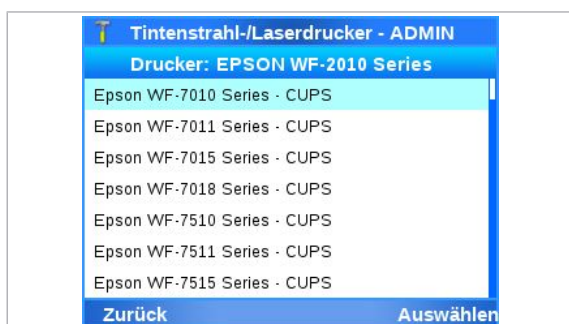 Tintenstrahl-/Laserdrucker - ADMIN
Drucker: EPSON WF-2010 Series
Epson WF-7010 Series - CUPS
Epson WF-7011 Series - CUPS
Epson WF-7015 Series - CUPS
Epson WF-7018 Series - CUPS
Epson WF-7510 Series - CUPS
Epson WF-7511 Series - CUPS
Epson WF-7515 Series - CUPS
Zurück Auswählen